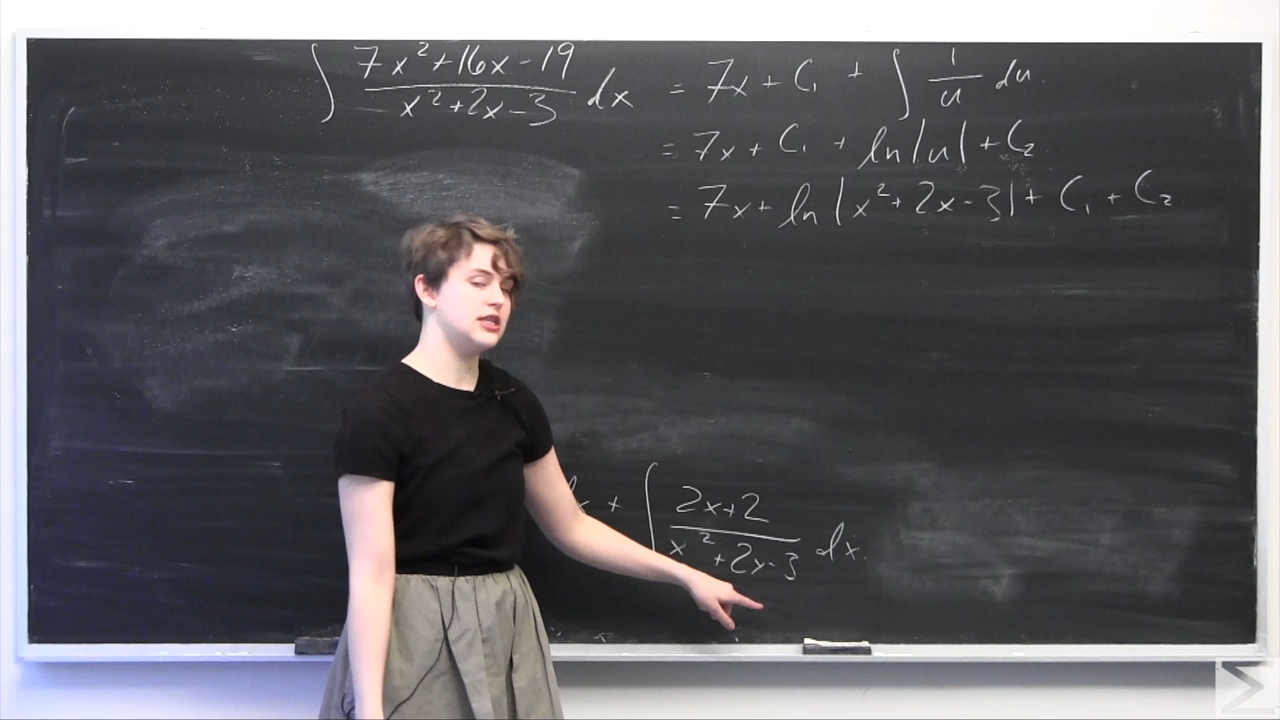 ∫ (7x²+16x-19)/(x²+2x-3) dx = 7x + C₁ + ∫ 1/u du
= 7x + C₁ + ln|u| + C₂
= 7x + ln|x²+2x-3| + C₁ + C₂
x + ∫ (2x+2)/(x²+2x-3) dx.